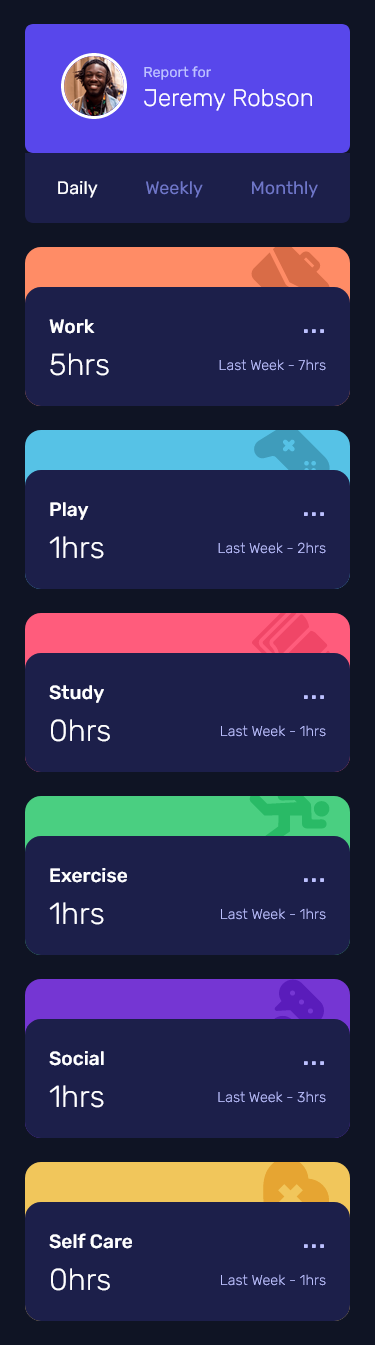 Report for
Jeremy Robson
Daily Weekly Monthly
Work ...
5hrs Last Week - 7hrs
Play ...
1hrs Last Week - 2hrs
Study ...
0hrs Last Week - 1hrs
Exercise ...
1hrs Last Week - 1hrs
Social ...
1hrs Last Week - 3hrs
Self Care ...
0hrs Last Week - 1hrs